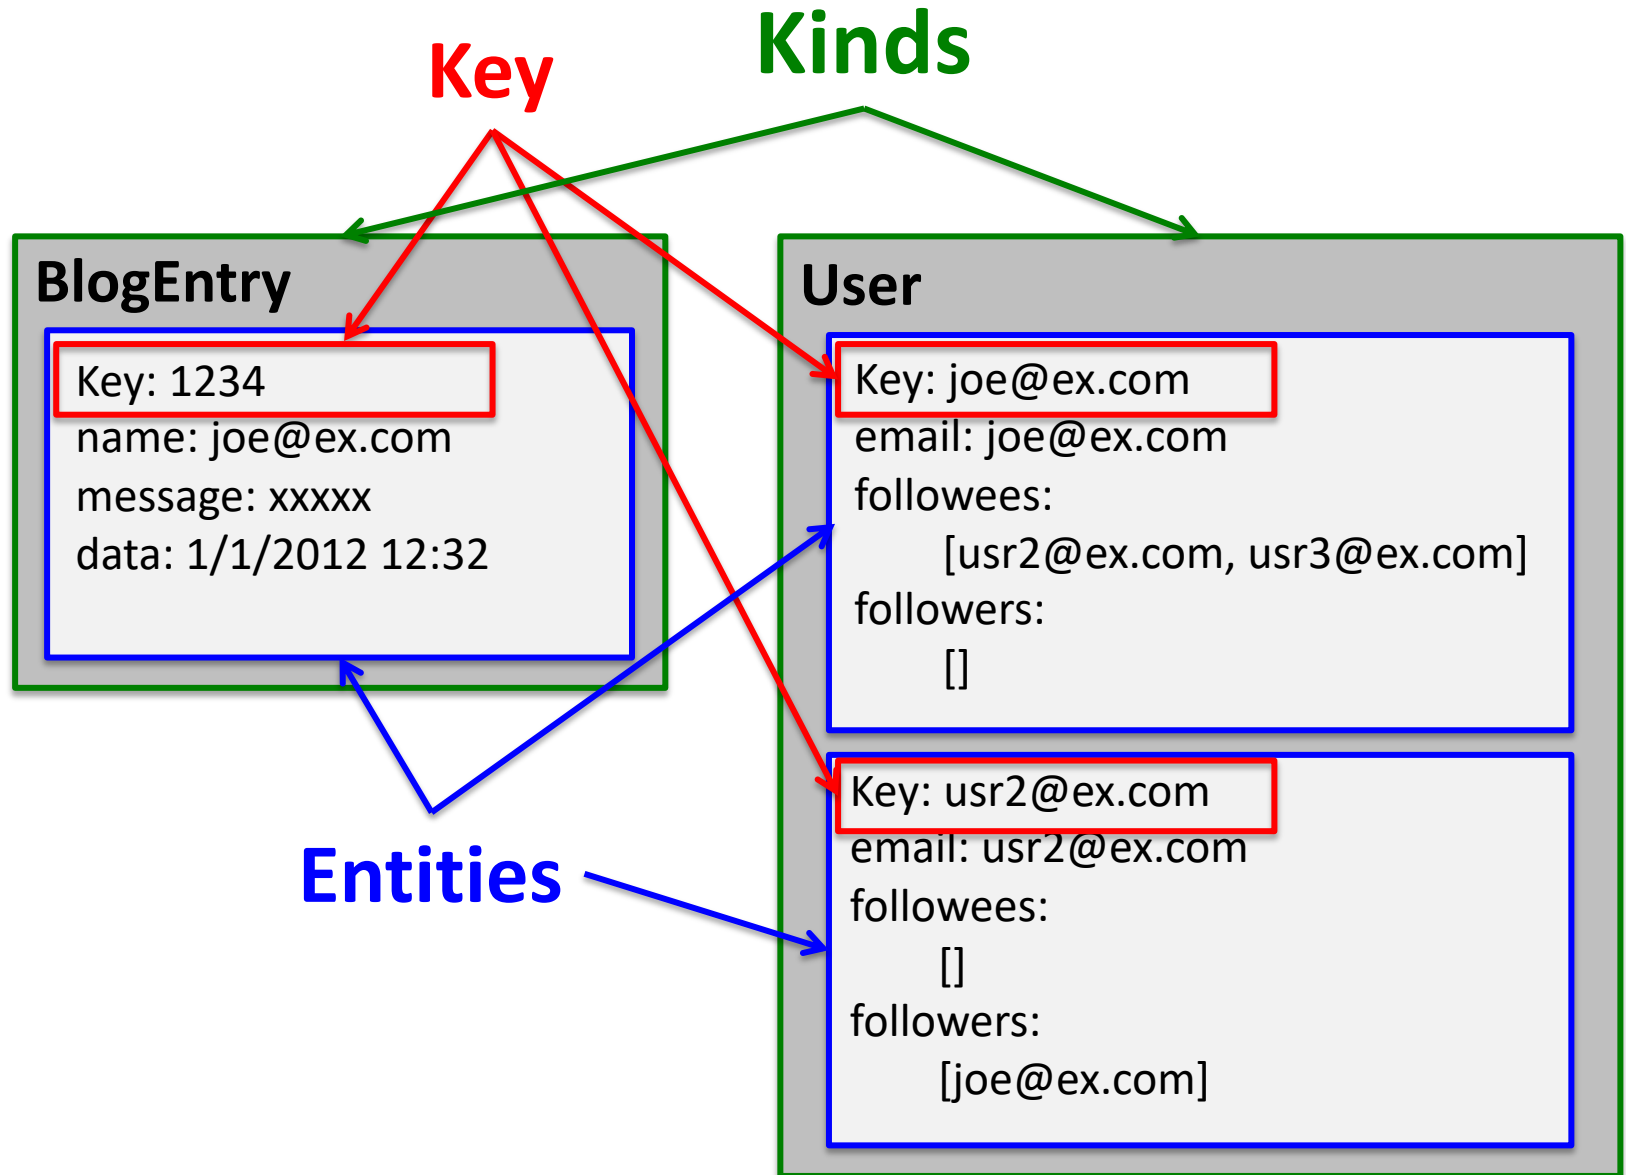 Kinds
Key
BlogEntry
Key: 1234
name: joe@ex.com
message: xxxxx
data: 1/1/2012 12:32
User
Key: joe@ex.com
email: joe@ex.com
followees:
[usr2@ex.com, usr3@ex.com]
followers:
[]
Key: usr2@ex.com
email: usr2@ex.com
followees:
[]
followers:
[joe@ex.com]
Entities